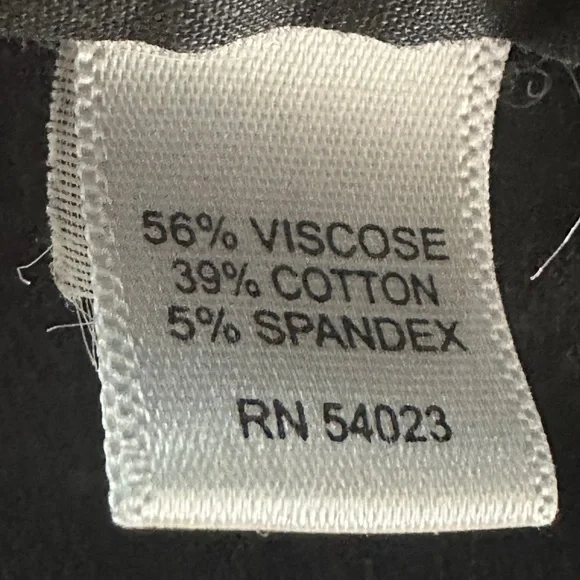 56% VISCOSE
39% COTTON
5% SPANDEX
RN 54023